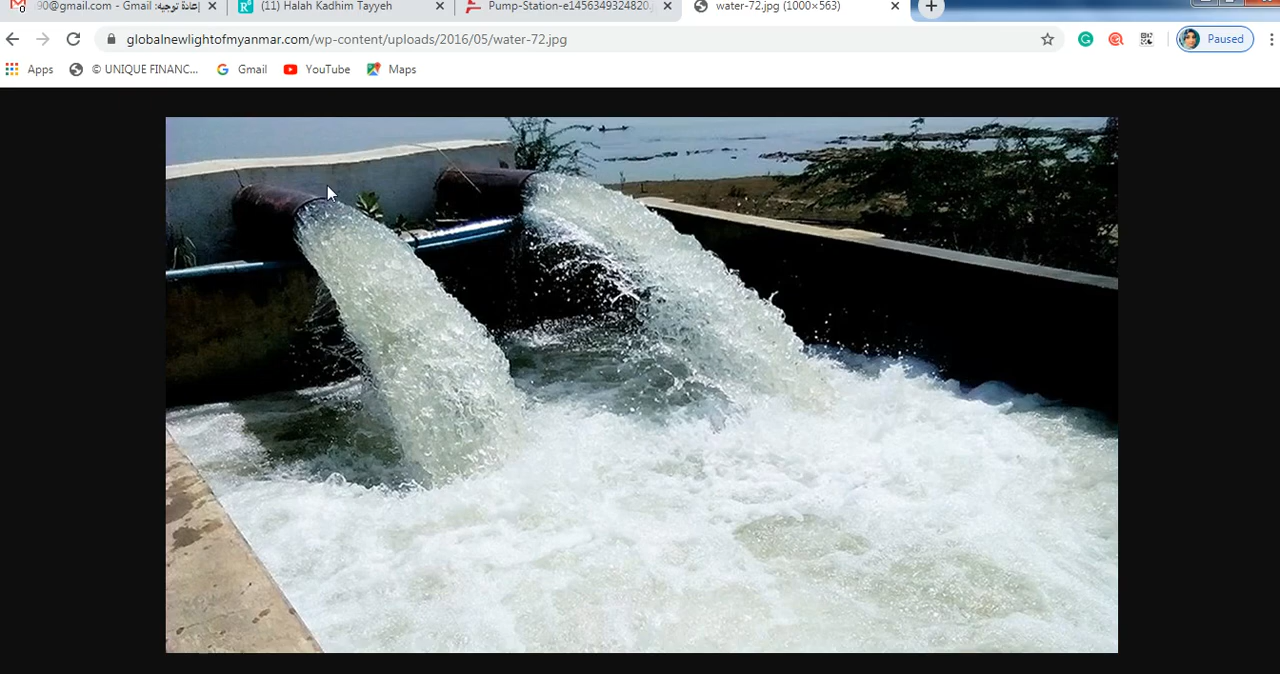 90@gmail.com - Gmail :إعادة توجيه
(11) Halah Kadhim Tayyeh
Pump-Station-e1456349324820.
water-72.jpg (1000×563)
globalnewlightofmyanmar.com/wp-content/uploads/2016/05/water-72.jpg
Paused
Apps
© UNIQUE FINANC...
Gmail
YouTube
Maps